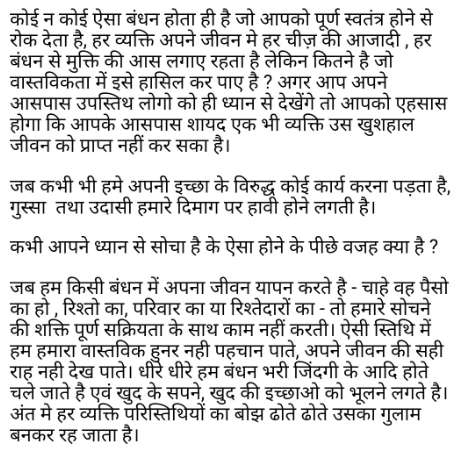 कोई न कोई ऐसा बंधन होता ही है जो आपको पूर्ण स्वतंत्र होने से
रोक देता है, हर व्यक्ति अपने जीवन मे हर चीज़ की आजादी , हर
बंधन से मुक्ति की आस लगाए रहता है लेकिन कितने है जो
वास्तविकता में इसे हासिल कर पाए है ? अगर आप अपने
आसपास उपस्तिथ लोगो को ही ध्यान से देखेंगे तो आपको एहसास
होगा कि आपके आसपास शायद एक भी व्यक्ति उस खुशहाल
जीवन को प्राप्त नहीं कर सका है।
जब कभी भी हमे अपनी इच्छा के विरुद्ध कोई कार्य करना पड़ता है,
गुस्सा तथा उदासी हमारे दिमाग पर हावी होने लगती है।
कभी आपने ध्यान से सोचा है के ऐसा होने के पीछे वजह क्या है ?
जब हम किसी बंधन में अपना जीवन यापन करते है - चाहे वह पैसो
का हो , रिश्तो का, परिवार का या रिश्तेदारों का - तो हमारे सोचने
की शक्ति पूर्ण सक्रियता के साथ काम नहीं करती। ऐसी स्तिथि में
हम हमारा वास्तविक हुनर नही पहचान पाते, अपने जीवन की सही
राह नही देख पाते। धीरे धीरे हम बंधन भरी जिंदगी के आदि होते
चले जाते है एवं खुद के सपने, खुद की इच्छाओ को भूलने लगते है।
अंत मे हर व्यक्ति परिस्तिथियों का बोझ ढोते ढोते उसका गुलाम
बनकर रह जाता है।